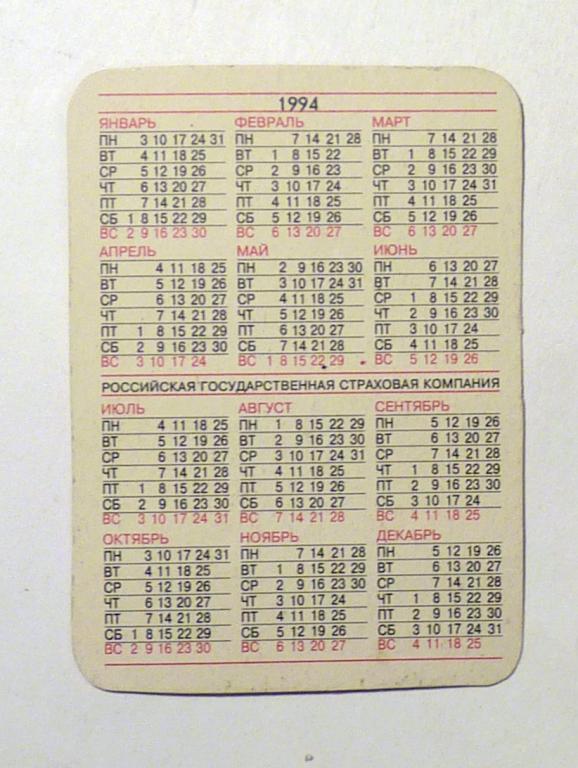 1994
ЯНВАРЬ ФЕВРАЛЬ МАРТ
ПН 3 10 17 24 31 ПН 7 14 21 28 ПН 7 14 21 28
ВТ 4 11 18 25 ВТ 1 8 15 22 ВТ 1 8 15 22 29
СР 5 12 19 26 СР 2 9 16 23 СР 2 9 16 23 30
ЧТ 6 13 20 27 ЧТ 3 10 17 24 ЧТ 3 10 17 24 31
ПТ 7 14 21 28 ПТ 4 11 18 25 ПТ 4 11 18 25
СБ 1 8 15 22 29 СБ 5 12 19 26 СБ 5 12 19 26
ВС 2 9 16 23 30 ВС 6 13 20 27 ВС 6 13 20 27
АПРЕЛЬ МАЙ ИЮНЬ
ПН 4 11 18 25 ПН 2 9 16 23 30 ПН 6 13 20 27
ВТ 5 12 19 26 ВТ 3 10 17 24 31 ВТ 7 14 21 28
СР 6 13 20 27 СР 4 11 18 25 СР 1 8 15 22 29
ЧТ 7 14 21 28 ЧТ 5 12 19 26 ЧТ 2 9 16 23 30
ПТ 1 8 15 22 29 ПТ 6 13 20 27 ПТ 3 10 17 24
СБ 2 9 16 23 30 СБ 7 14 21 28 СБ 4 11 18 25
ВС 3 10 17 24 ВС 1 8 15 22 29 ВС 5 12 19 26
РОССИЙСКАЯ ГОСУДАРСТВЕННАЯ СТРАХОВАЯ КОМПАНИЯ
ИЮЛЬ АВГУСТ СЕНТЯБРЬ
ПН 4 11 18 25 ПН 1 8 15 22 29 ПН 5 12 19 26
ВТ 5 12 19 26 ВТ 2 9 16 23 30 ВТ 6 13 20 27
СР 6 13 20 27 СР 3 10 17 24 31 СР 7 14 21 28
ЧТ 7 14 21 28 ЧТ 4 11 18 25 ЧТ 1 8 15 22 29
ПТ 1 8 15 22 29 ПТ 5 12 19 26 ПТ 2 9 16 23 30
СБ 2 9 16 23 30 СБ 6 13 20 27 СБ 3 10 17 24
ВС 3 10 17 24 31 ВС 7 14 21 28 ВС 4 11 18 25
ОКТЯБРЬ НОЯБРЬ ДЕКАБРЬ
ПН 3 10 17 24 31 ПН 7 14 21 28 ПН 5 12 19 26
ВТ 4 11 18 25 ВТ 1 8 15 22 29 ВТ 6 13 20 27
СР 5 12 19 26 СР 2 9 16 23 30 СР 7 14 21 28
ЧТ 6 13 20 27 ЧТ 3 10 17 24 ЧТ 1 8 15 22 29
ПТ 7 14 21 28 ПТ 4 11 18 25 ПТ 2 9 16 23 30
СБ 1 8 15 22 29 СБ 5 12 19 26 СБ 3 10 17 24 31
ВС 2 9 16 23 30 ВС 6 13 20 27 ВС 4 11 18 25